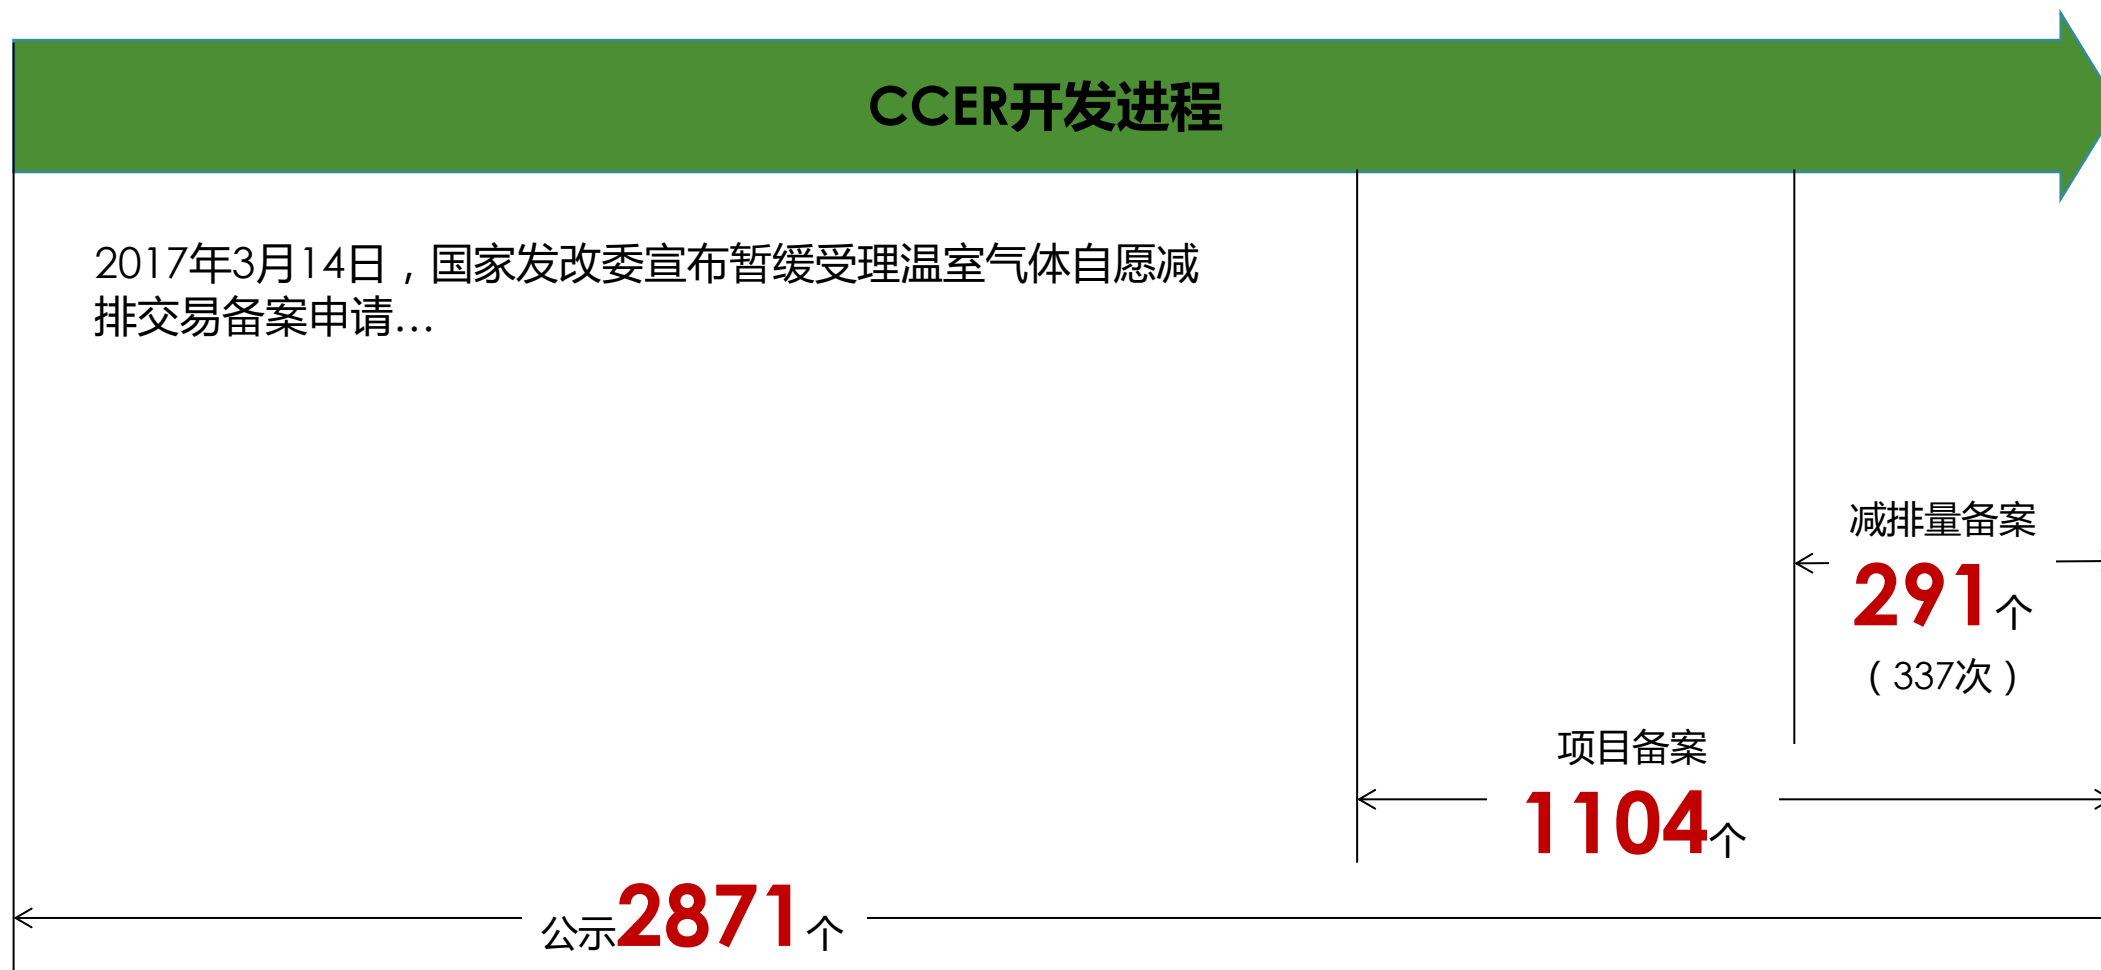 CCER开发进程
2017年3月14日，国家发改委宣布暂缓受理温室气体自愿减
排交易备案申请…
减排量备案
291个
（337次）
项目备案
1104个
公示2871个